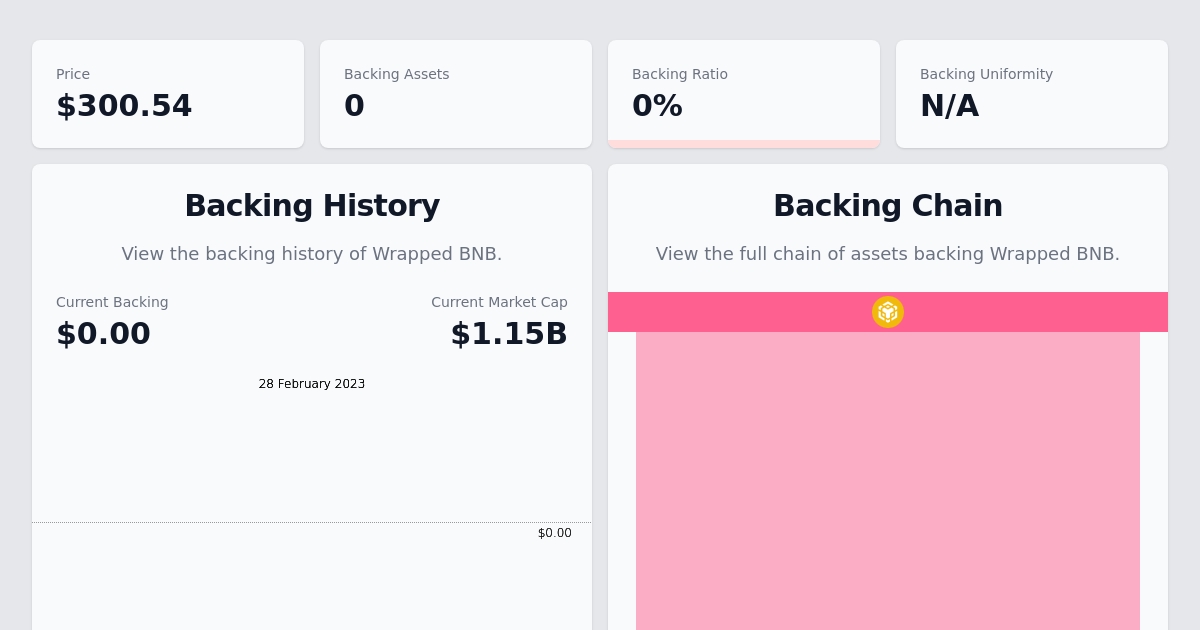 Price
$300.54
Backing Assets
0
Backing Ratio
0%
Backing Uniformity
N/A
Backing History
View the backing history of Wrapped BNB.
Current Backing
$0.00
Current Market Cap
$1.15B
28 February 2023
$0.00
Backing Chain
View the full chain of assets backing Wrapped BNB.